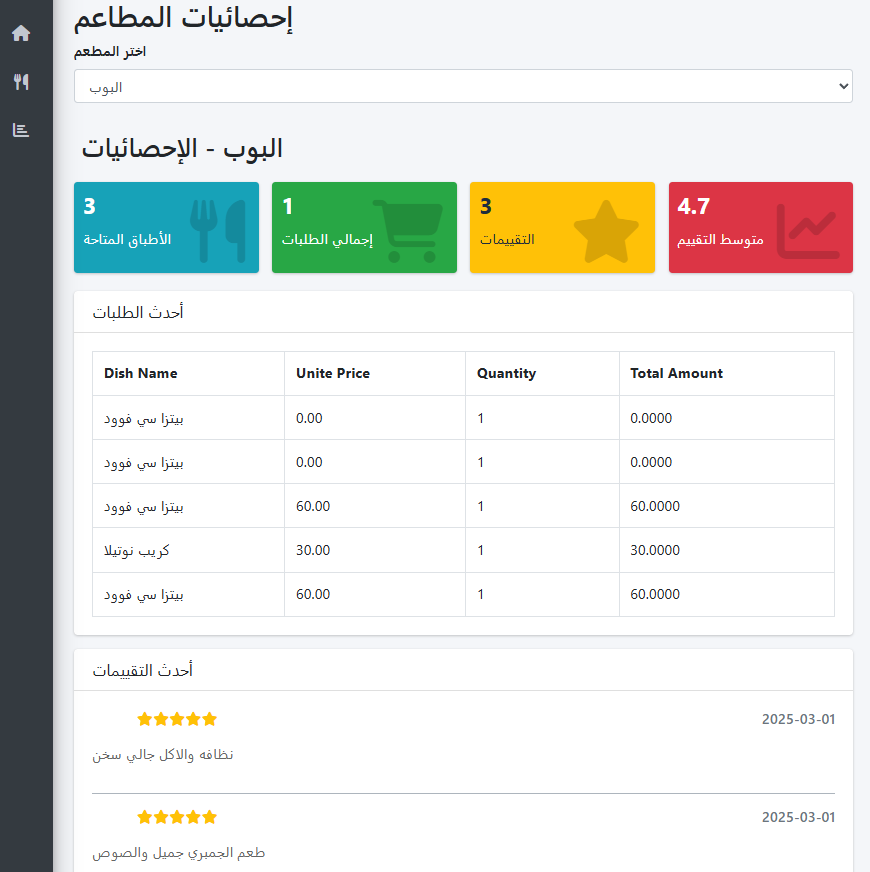 إحصائيات المطاعم
اختر المطعم
البوب
البوب - الإحصائيات
3
الأطباق المتاحة
1
إجمالي الطلبات
3
التقييمات
4.7
متوسط التقييم
أحدث الطلبات
Dish Name Unite Price Quantity Total Amount
بيتزا سي فوود 0.00 1 0.0000
بيتزا سي فوود 0.00 1 0.0000
بيتزا سي فوود 60.00 1 60.0000
كريب نوتيلا 30.00 1 30.0000
بيتزا سي فوود 60.00 1 60.0000
أحدث التقييمات
2025-03-01
نظافه والاكل جالي سخن
2025-03-01
طعم الجمبري جميل والصوص